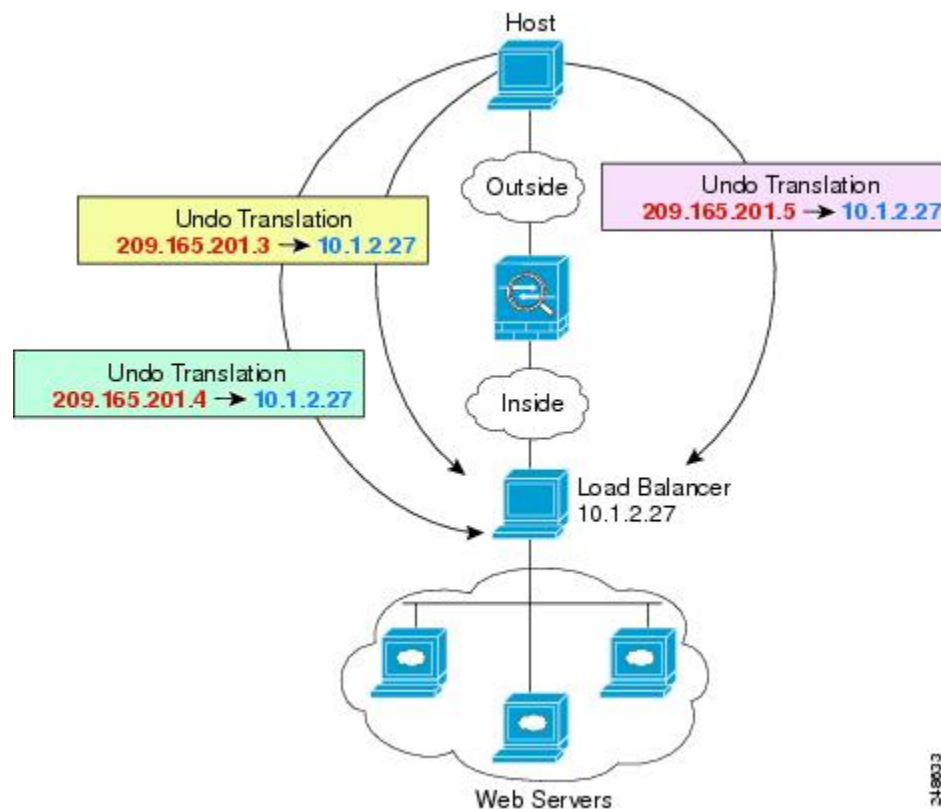 Host
Outside
Undo Translation
209.165.201.5 → 10.1.2.27
Undo Translation
209.165.201.3 → 10.1.2.27
Undo Translation
209.165.201.4 → 10.1.2.27
Inside
Load Balancer
10.1.2.27
Web Servers
248633